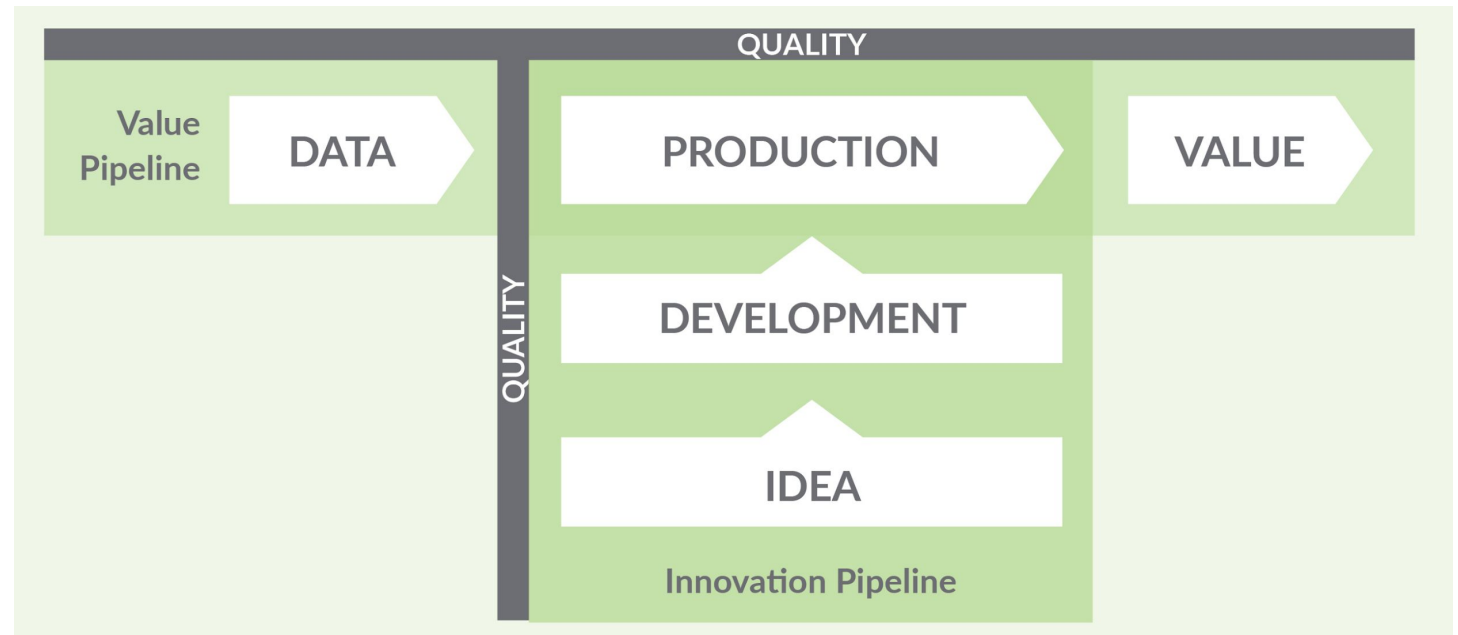 QUALITY
Value
Pipeline
DATA
PRODUCTION
VALUE
QUALITY
DEVELOPMENT
IDEA
Innovation Pipeline